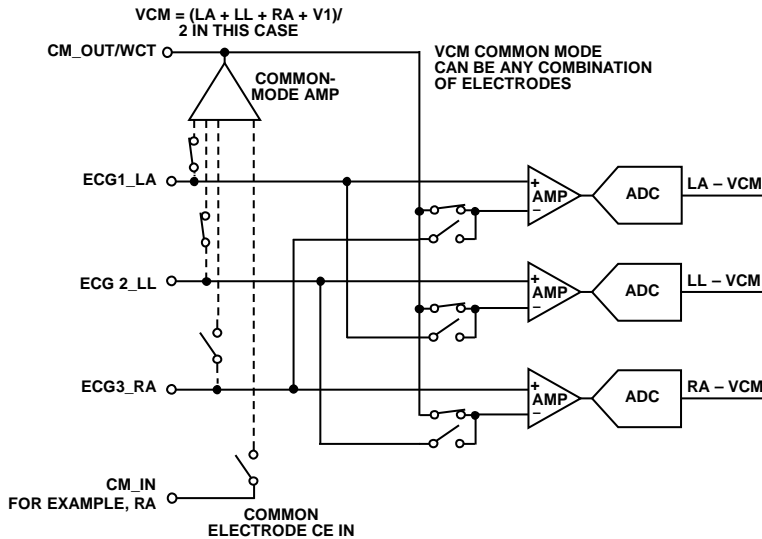 VCM = (LA + LL + RA + V1)/
2 IN THIS CASE
CM_OUT/WCT
COMMON-
MODE AMP
VCM COMMON MODE
CAN BE ANY COMBINATION
OF ELECTRODES
ECG1_LA
+
AMP
–
ADC
LA – VCM
ECG 2_LL
+
AMP
–
ADC
LL – VCM
ECG3_RA
+
AMP
–
ADC
RA – VCM
CM_IN
FOR EXAMPLE, RA
COMMON
ELECTRODE CE IN